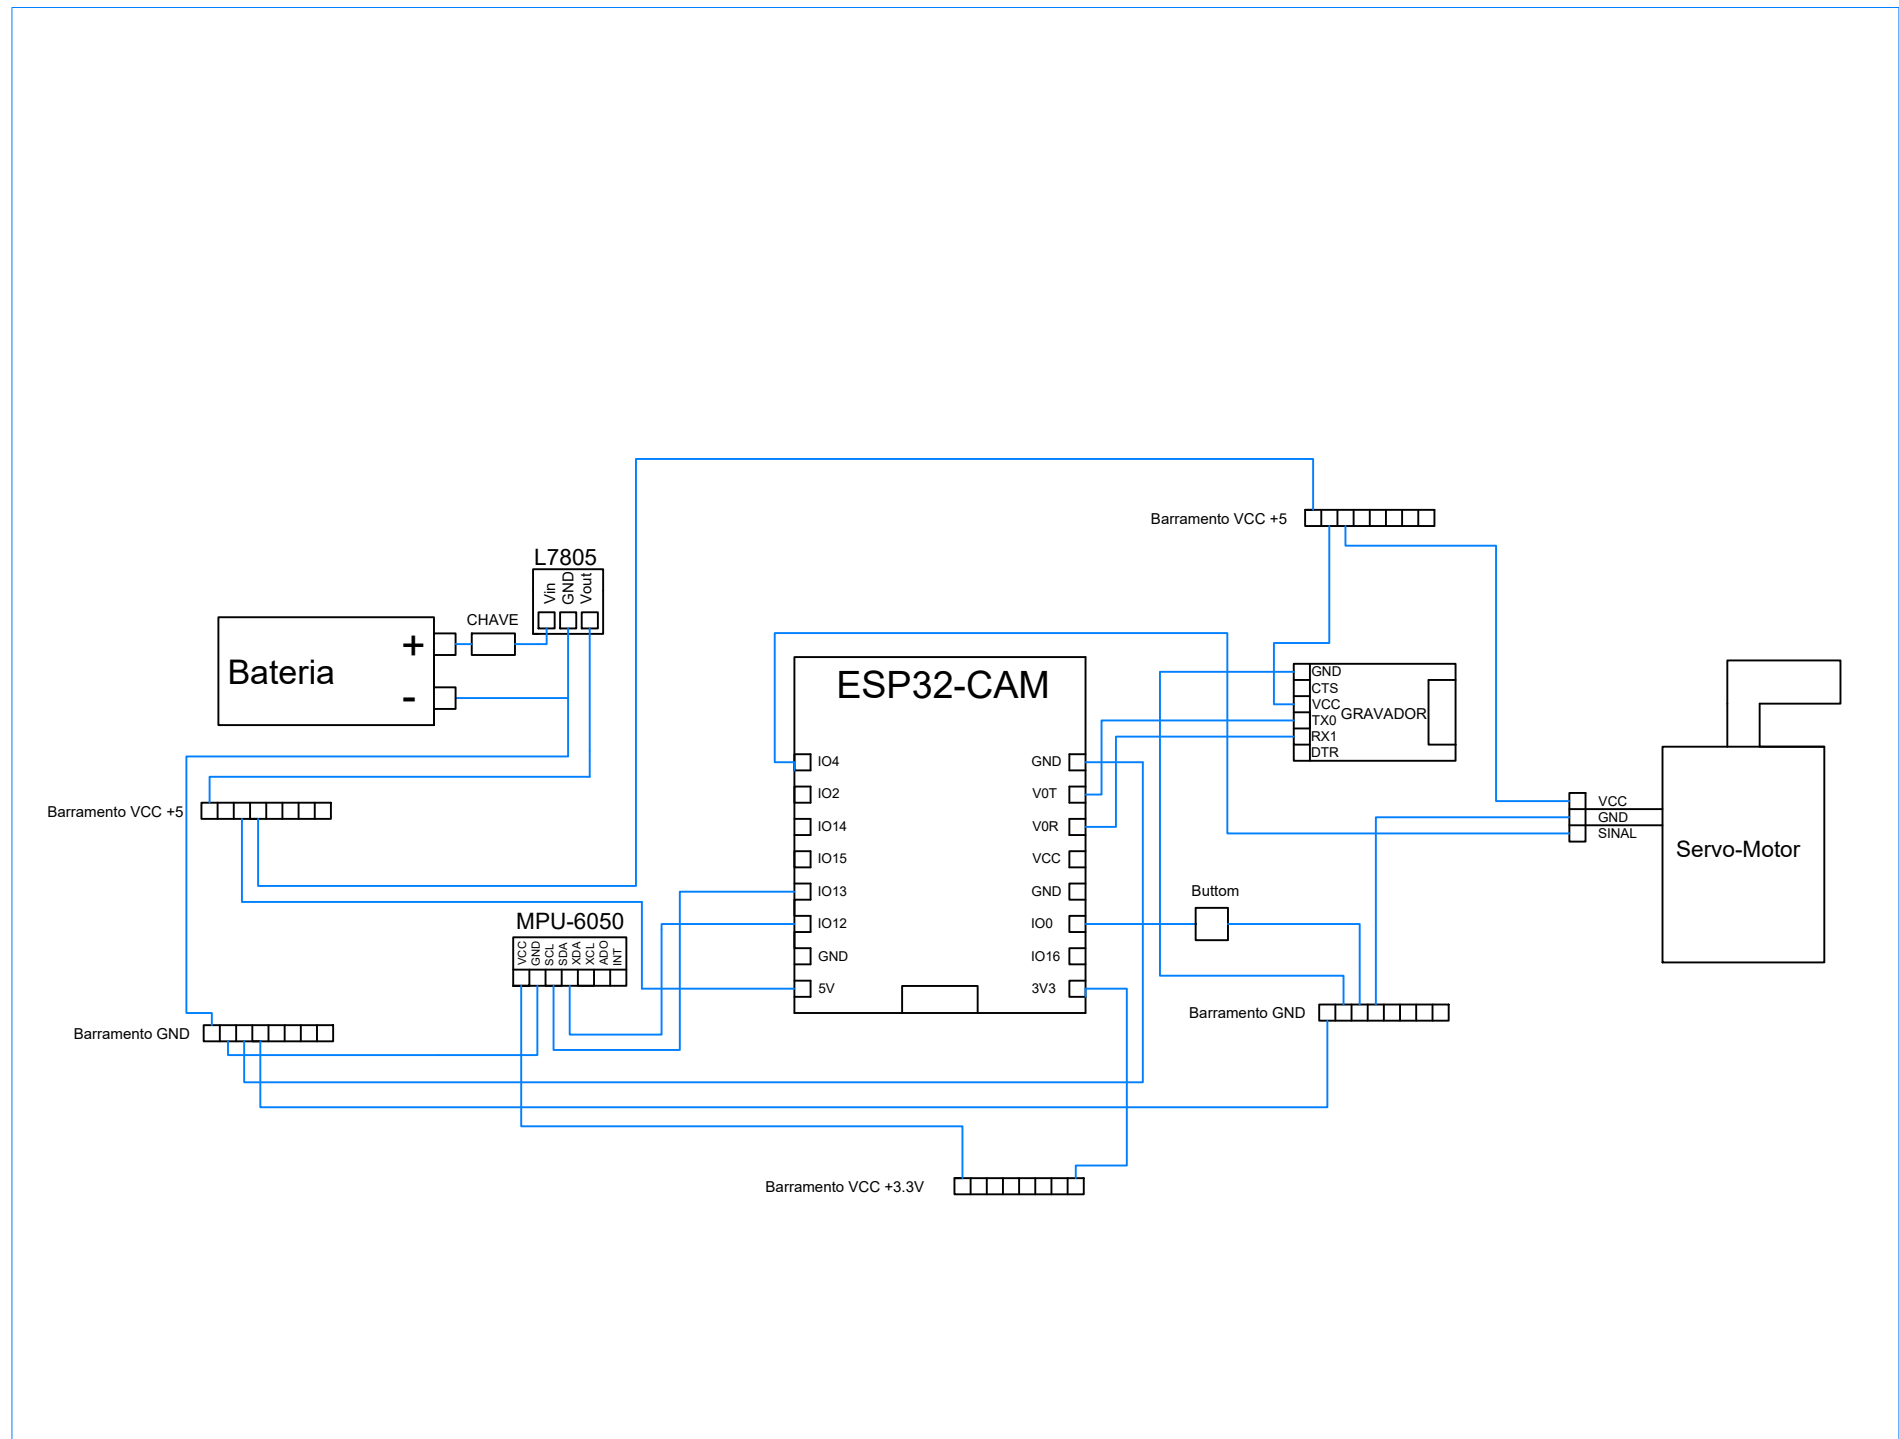 Barramento VCC +5
L7805
Vin
GND
Vout
CHAVE
+
Bateria
-
ESP32-CAM
IO4
IO2
IO14
IO15
IO13
IO12
GND
5V
GND
V0T
V0R
VCC
GND
IO0
IO16
3V3
GND
CTS
VCC
TX0
RX1
DTR
GRAVADOR
VCC
GND
SINAL
Servo-Motor
Barramento VCC +5
Buttom
MPU-6050
VCC
GND
SCL
SDA
XDA
XCL
ADO
INT
Barramento GND
Barramento GND
Barramento VCC +3.3V